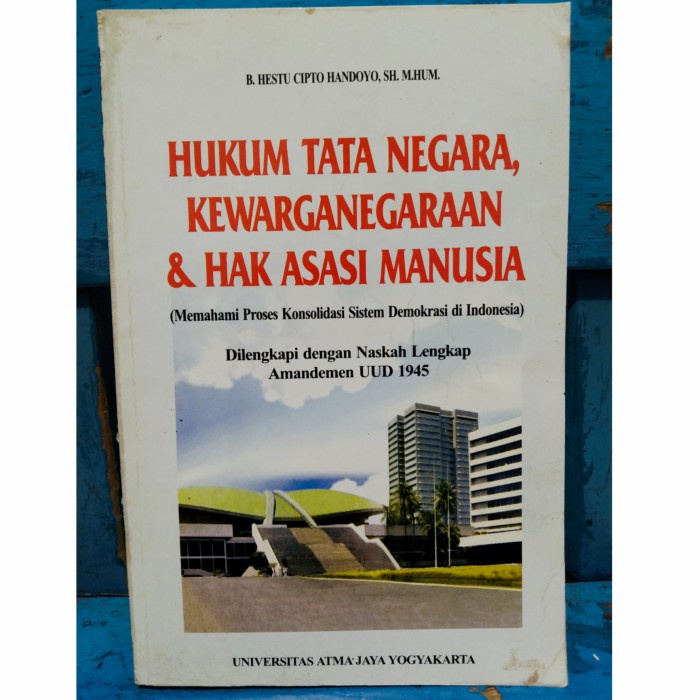 B. HESTU CIPTO HANDOYO, SH. M.HUM.
HUKUM TATA NEGARA,
KEWARGANEGARAAN
& HAK ASASI MANUSIA
(Memahami Proses Konsolidasi Sistem Demokrasi di Indonesia)
Dilengkapi dengan Naskah Lengkap
Amandemen UUD 1945
UNIVERSITAS ATMA JAYA YOGYAKARTA